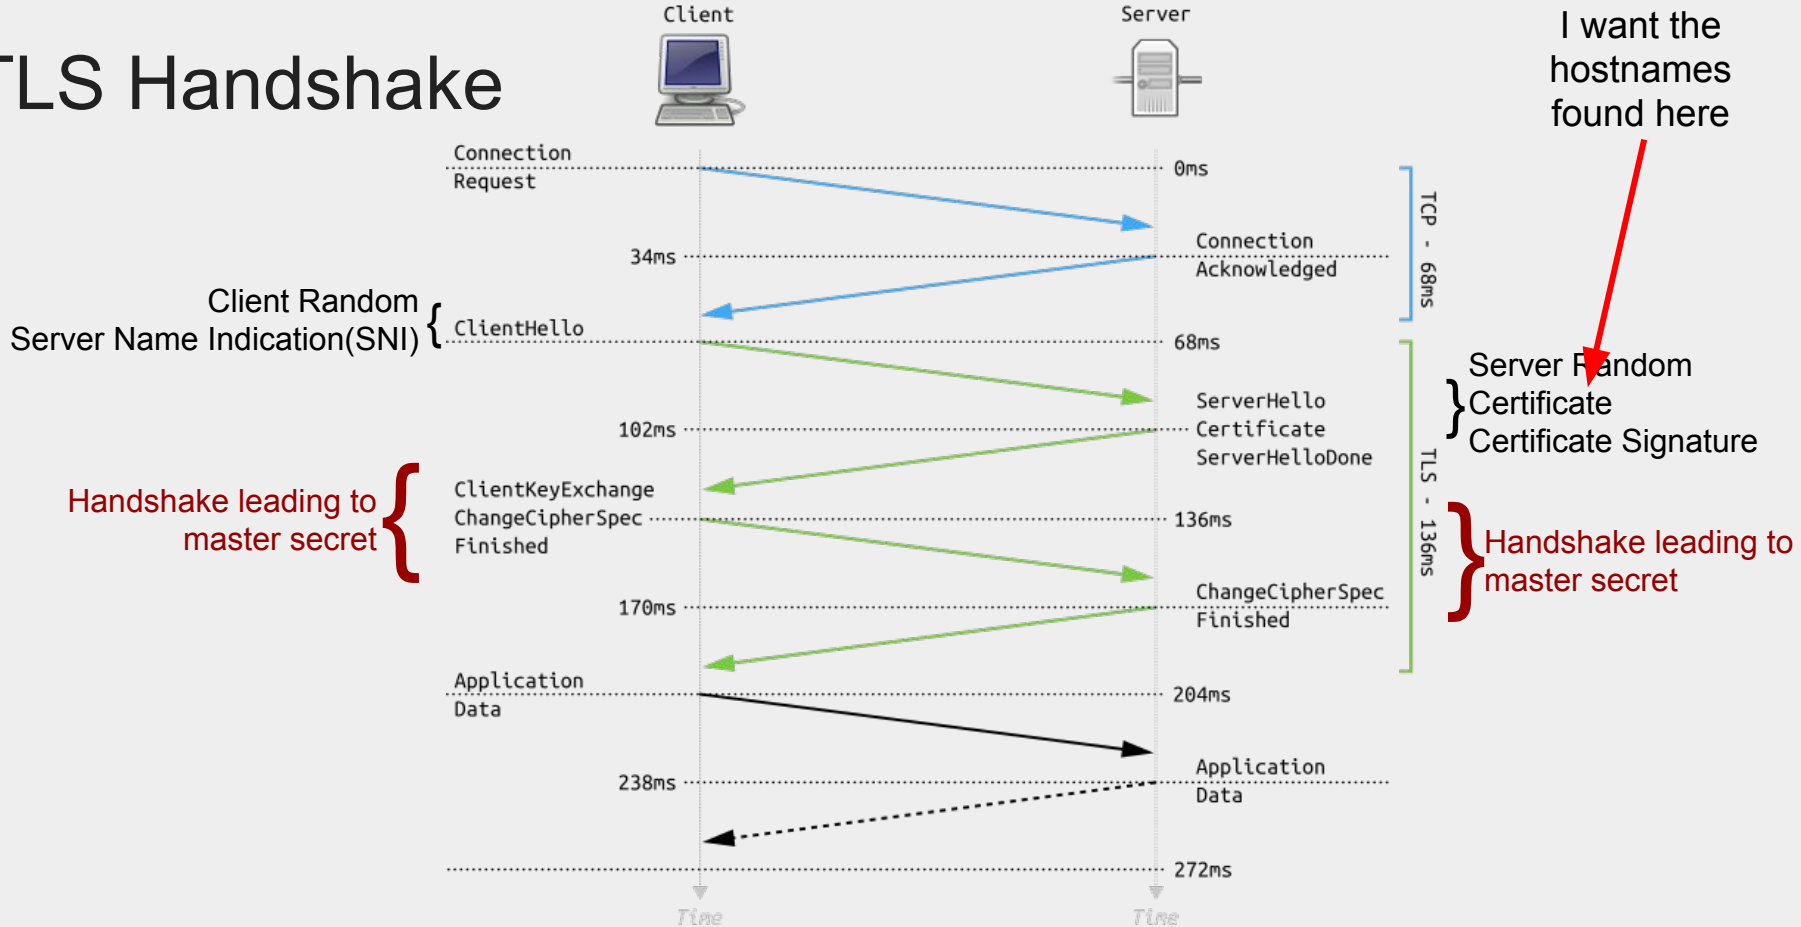 Client
Server
I want the
hostnames
found here
TLS Handshake
Connection
Request
0ms
TCP - 68ms
Connection
Acknowledged
34ms
Client Random
Server Name Indication(SNI)
{
ClientHello
68ms
Server Random
Certificate
Certificate Signature
}
ServerHello
Certificate
ServerHelloDone
102ms
TLS - 136ms
Handshake leading to
master secret
{
ClientKeyExchange
ChangeCipherSpec
Finished
136ms
}
Handshake leading to
master secret
ChangeCipherSpec
Finished
170ms
Application
Data
204ms
Application
Data
238ms
272ms
Time
Time